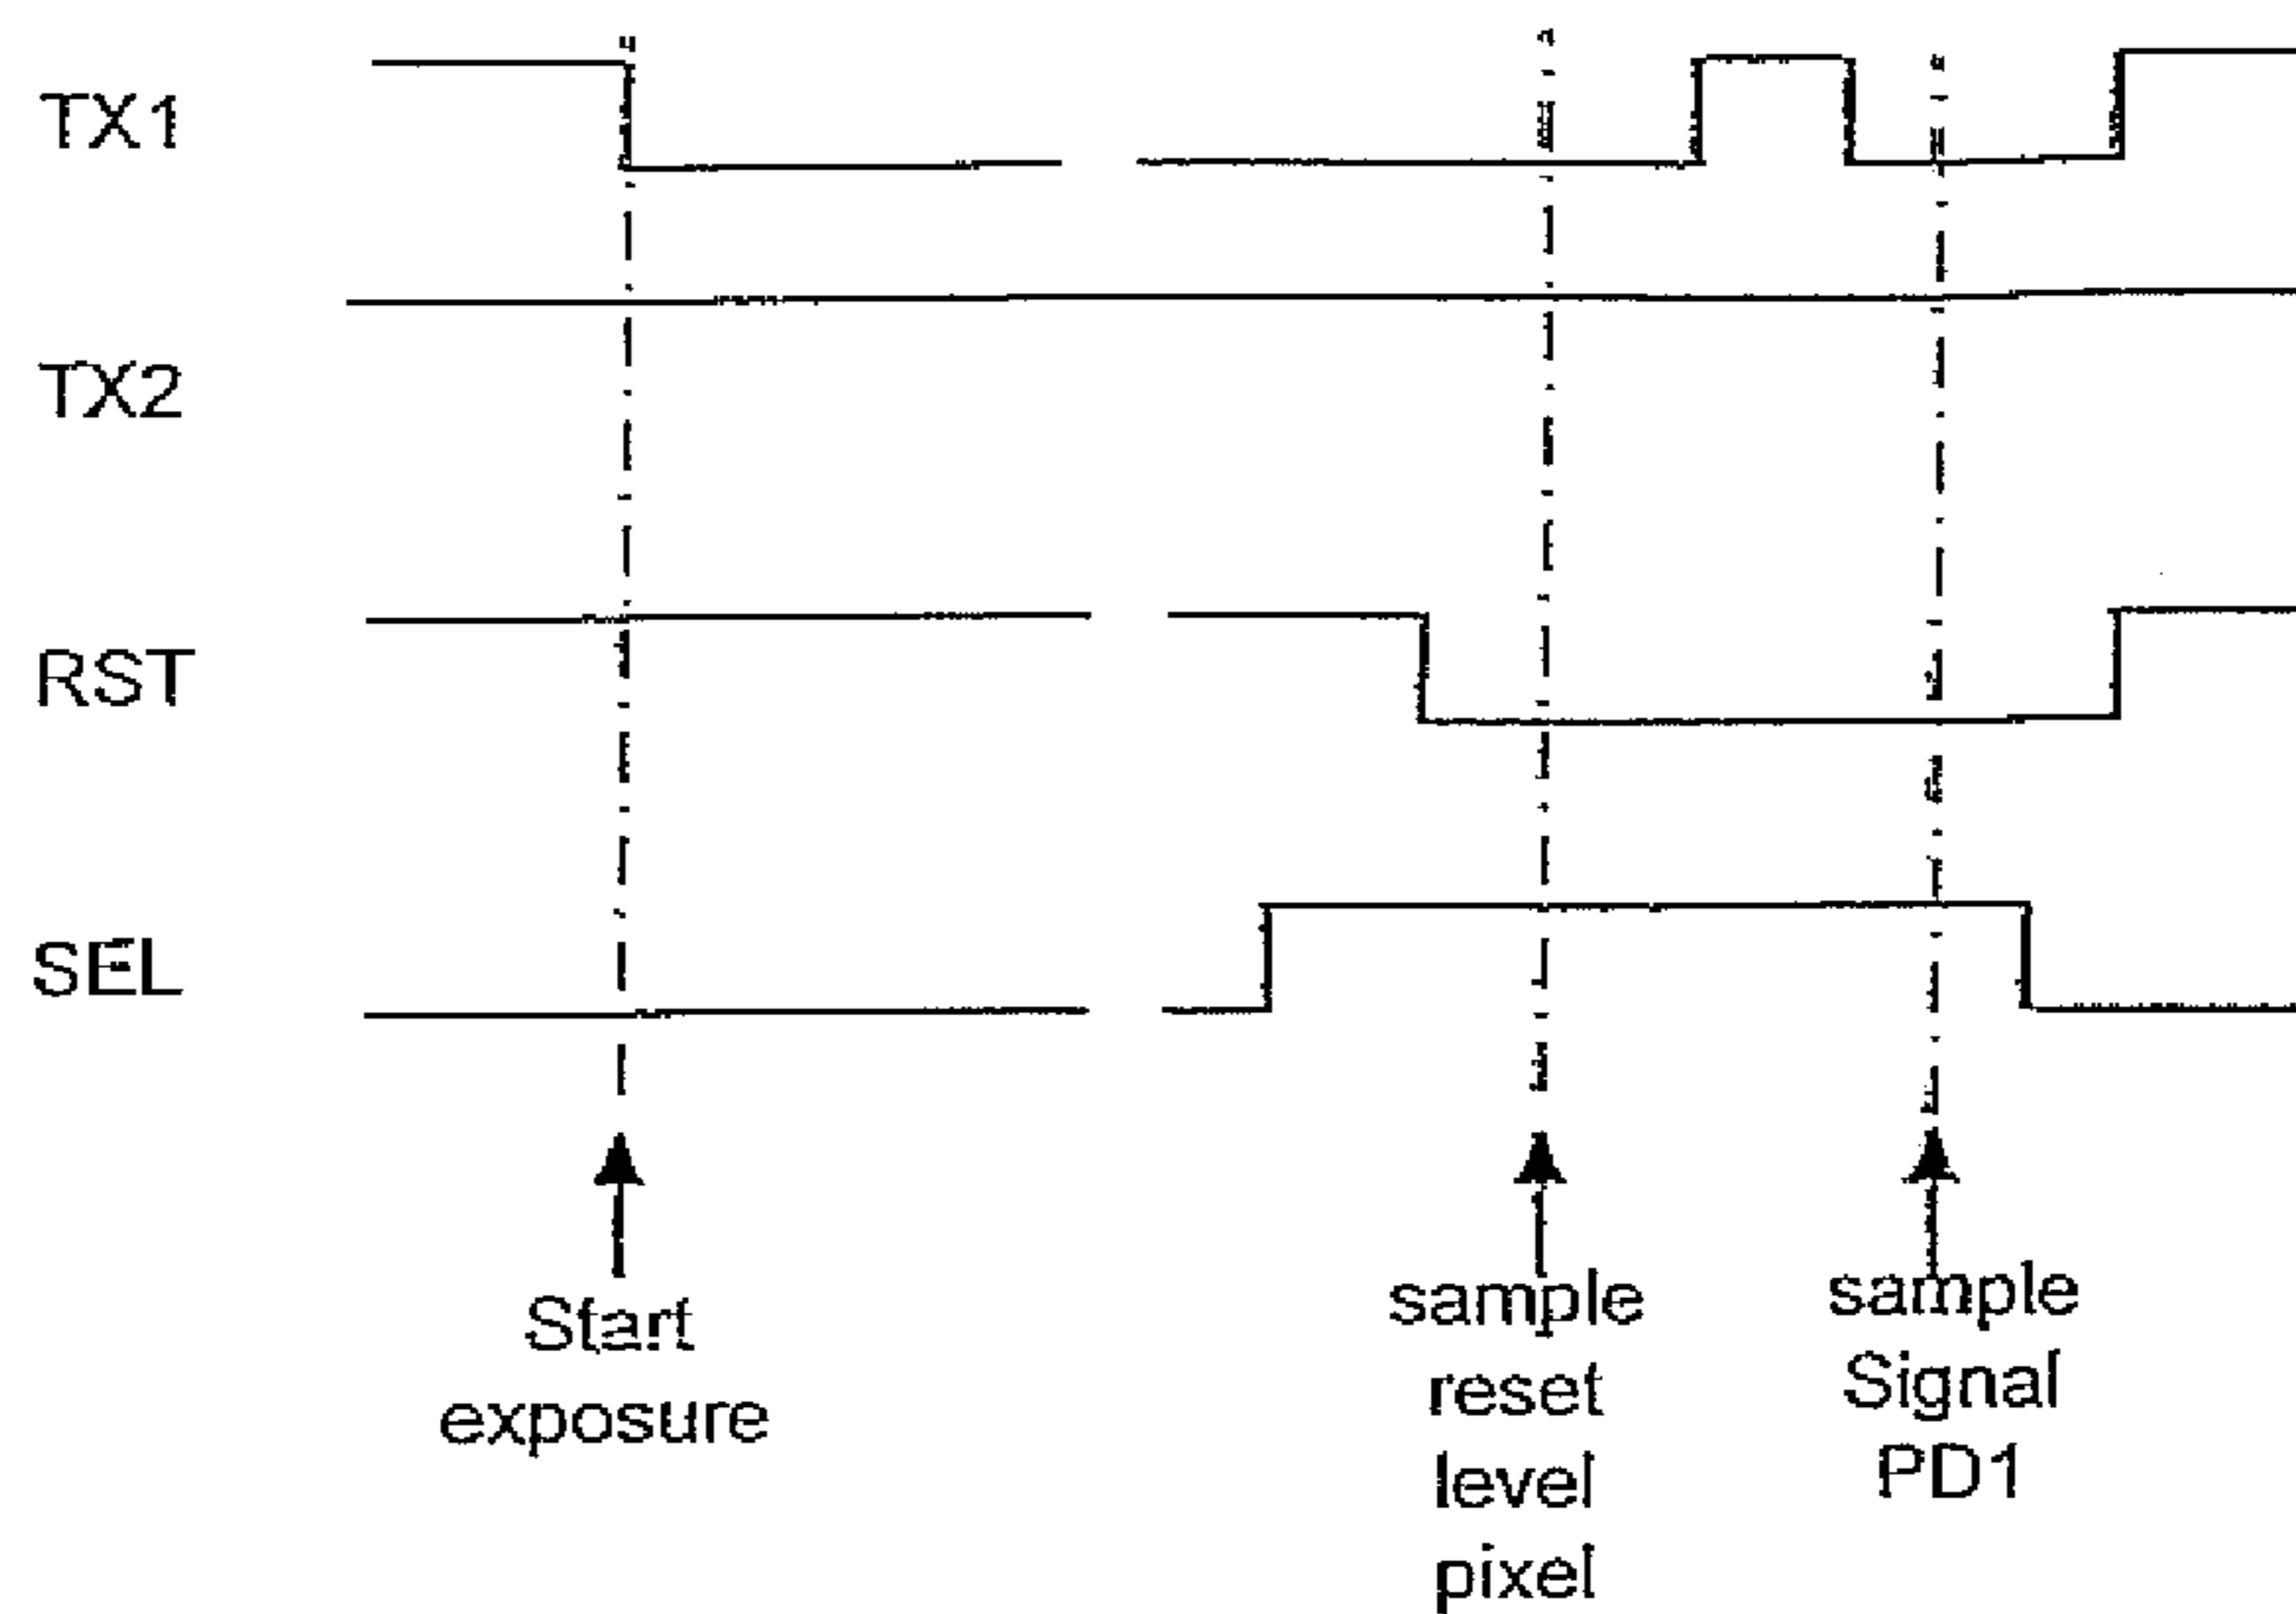 TX1
TX2
RST
SEL
Start
exposure
sample
reset
level
pixel
sample
Signal
PD1